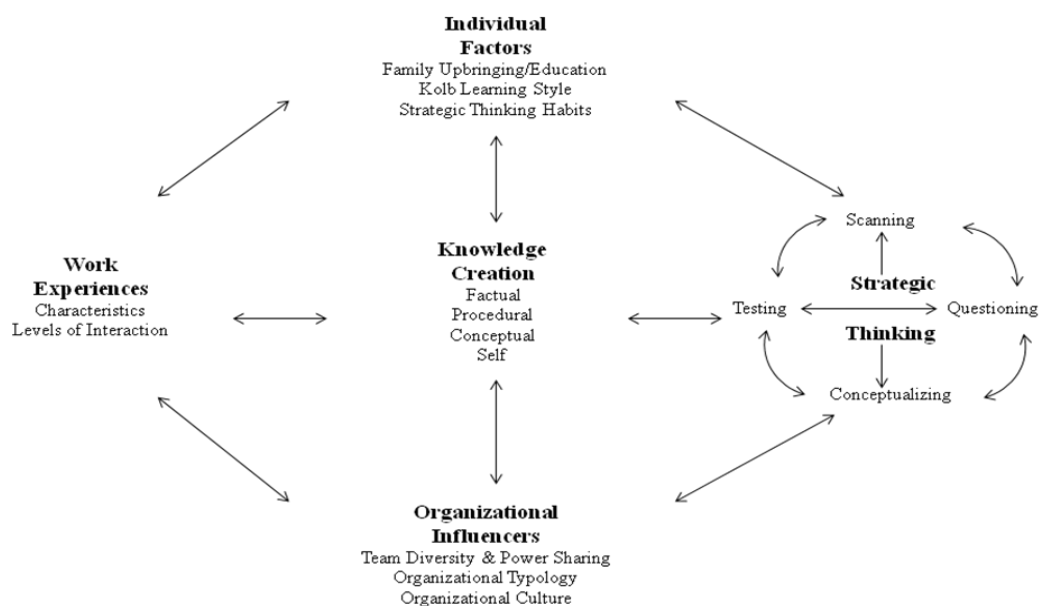 Individual
Factors
Family Upbringing/Education
Kolb Learning Style
Strategic Thinking Habits
Work
Experiences
Characteristics
Levels of Interaction
Knowledge
Creation
Factual
Procedural
Conceptual
Self
Scanning
Strategic
Testing
Questioning
Thinking
Conceptualizing
Organizational
Influencers
Team Diversity & Power Sharing
Organizational Typology
Organizational Culture